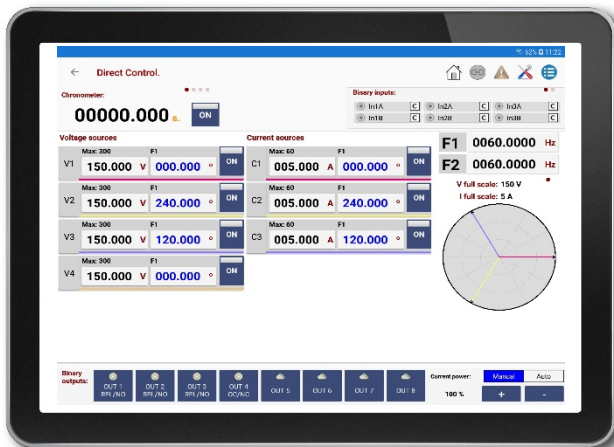 62% 11:22
← Direct Control.
Chronometer:
00000.000 s. ON
Binary inputs:
In1A C In2A C In3A C
In1B C In2B C In3B C
Voltage sources
Max: 300 F1
V1 150.000 V 000.000 ° ON
Max: 300 F1
V2 150.000 V 240.000 ° ON
Max: 300 F1
V3 150.000 V 120.000 ° ON
Max: 300 F1
V4 150.000 V 000.000 ° ON
Current sources
Max: 60 F1
C1 005.000 A 000.000 ° ON
Max: 60 F1
C2 005.000 A 240.000 ° ON
Max: 60 F1
C3 005.000 A 120.000 ° ON
F1 0060.0000 Hz
F2 0060.0000 Hz
V full scale: 150 V
I full scale: 5 A
Binary
outputs:
OUT 1
REL/NO
OUT 2
REL/NO
OUT 3
REL/NO
OUT 4
OC/NC
OUT 5
OUT 6
OUT 7
OUT 8
Current power:
100 %
Manual Auto
+ -